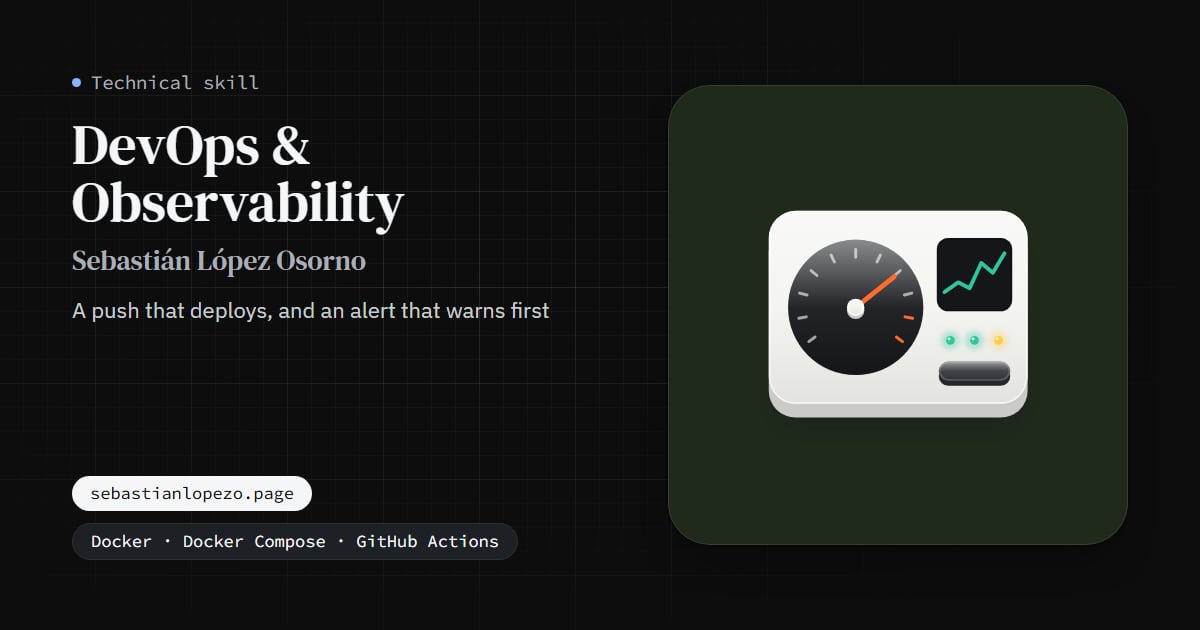 Technical skill
DevOps &
Observability
Sebastián López Osorno
A push that deploys, and an alert that warns first
sebastianlopezo.page
Docker · Docker Compose · GitHub Actions